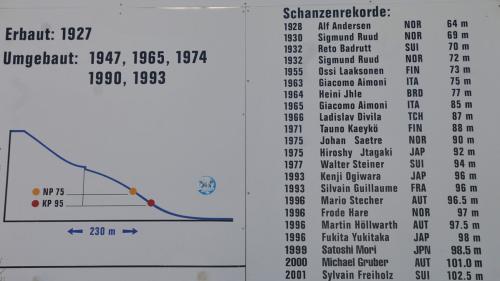 Erbaut: 1927
Umgebaut: 1947, 1965, 1974
1990, 1993
NP 75
KP 95
230 m
Schanzenrekorde:
1928 Alf Andersen NOR 64 m
1930 Sigmund Ruud NOR 69 m
1932 Reto Badrutt SUI 70 m
1932 Sigmund Ruud NOR 72 m
1955 Ossi Laaksonen FIN 73 m
1963 Giacomo Aimoni ITA 75 m
1964 Heini Jhle BRD 77 m
1965 Giacomo Aimoni ITA 85 m
1966 Ladislav Divila TCH 87 m
1971 Tauno Kaeykö FIN 88 m
1975 Johan Saetre NOR 90 m
1975 Hiroshy Jtagaki JAP 92 m
1977 Walter Steiner SUI 94 m
1993 Kenji Ogiwara JAP 96 m
1993 Silvain Guillaume FRA 96 m
1996 Mario Stecher AUT 96.5 m
1996 Frode Hare NOR 97 m
1996 Martin Höllwarth AUT 97.5 m
1996 Fukita Yukitaka JAP 98 m
1999 Satoshi Mori JPN 98.5 m
2000 Michael Gruber AUT 101.0 m
2001 Sylvain Freiholz SUI 102.5 m